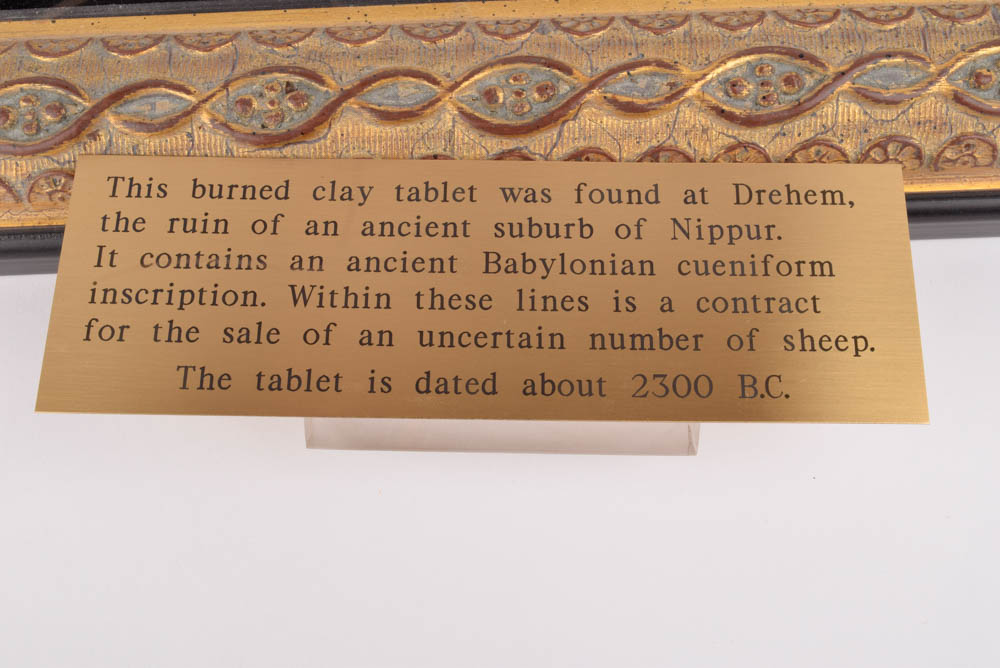 This burned clay tablet was found at Drehem,
the ruin of an ancient suburb of Nippur.
It contains an ancient Babylonian cueniform
inscription. Within these lines is a contract
for the sale of an uncertain number of sheep.
The tablet is dated about 2300 B.C.